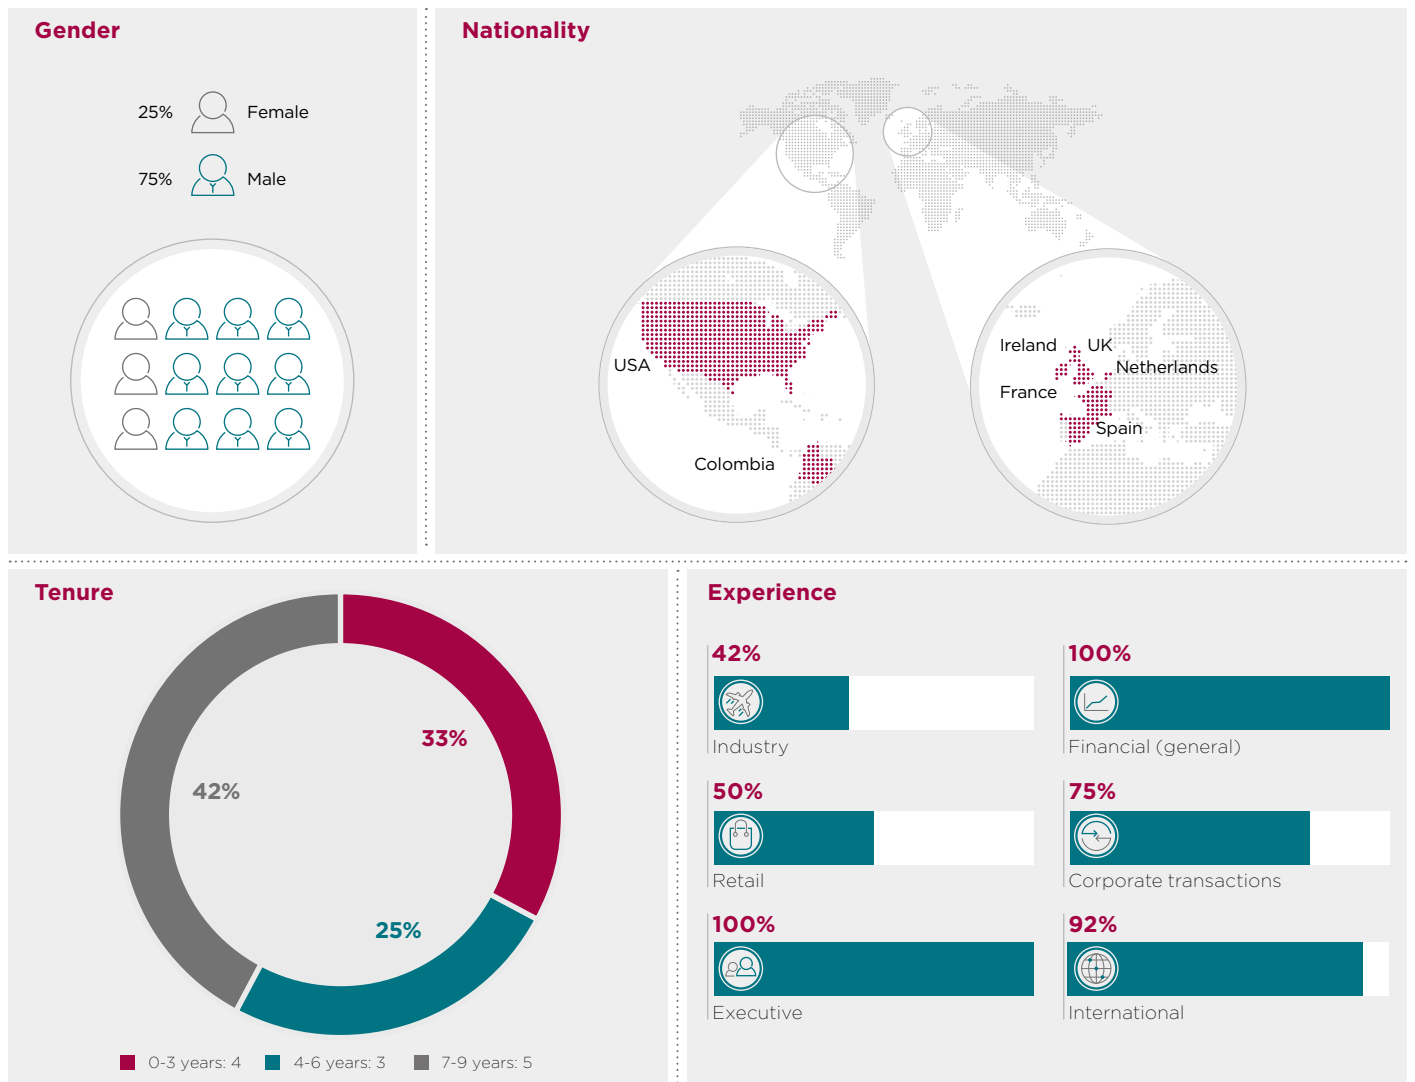 Gender
25% Female
75% Male
Nationality
USA
Colombia
Ireland
UK
Netherlands
France
Spain
Tenure
33%
42%
25%
0-3 years: 4
4-6 years: 3
7-9 years: 5
Experience
42%
Industry
100%
Financial (general)
50%
Retail
75%
Corporate transactions
100%
Executive
92%
International